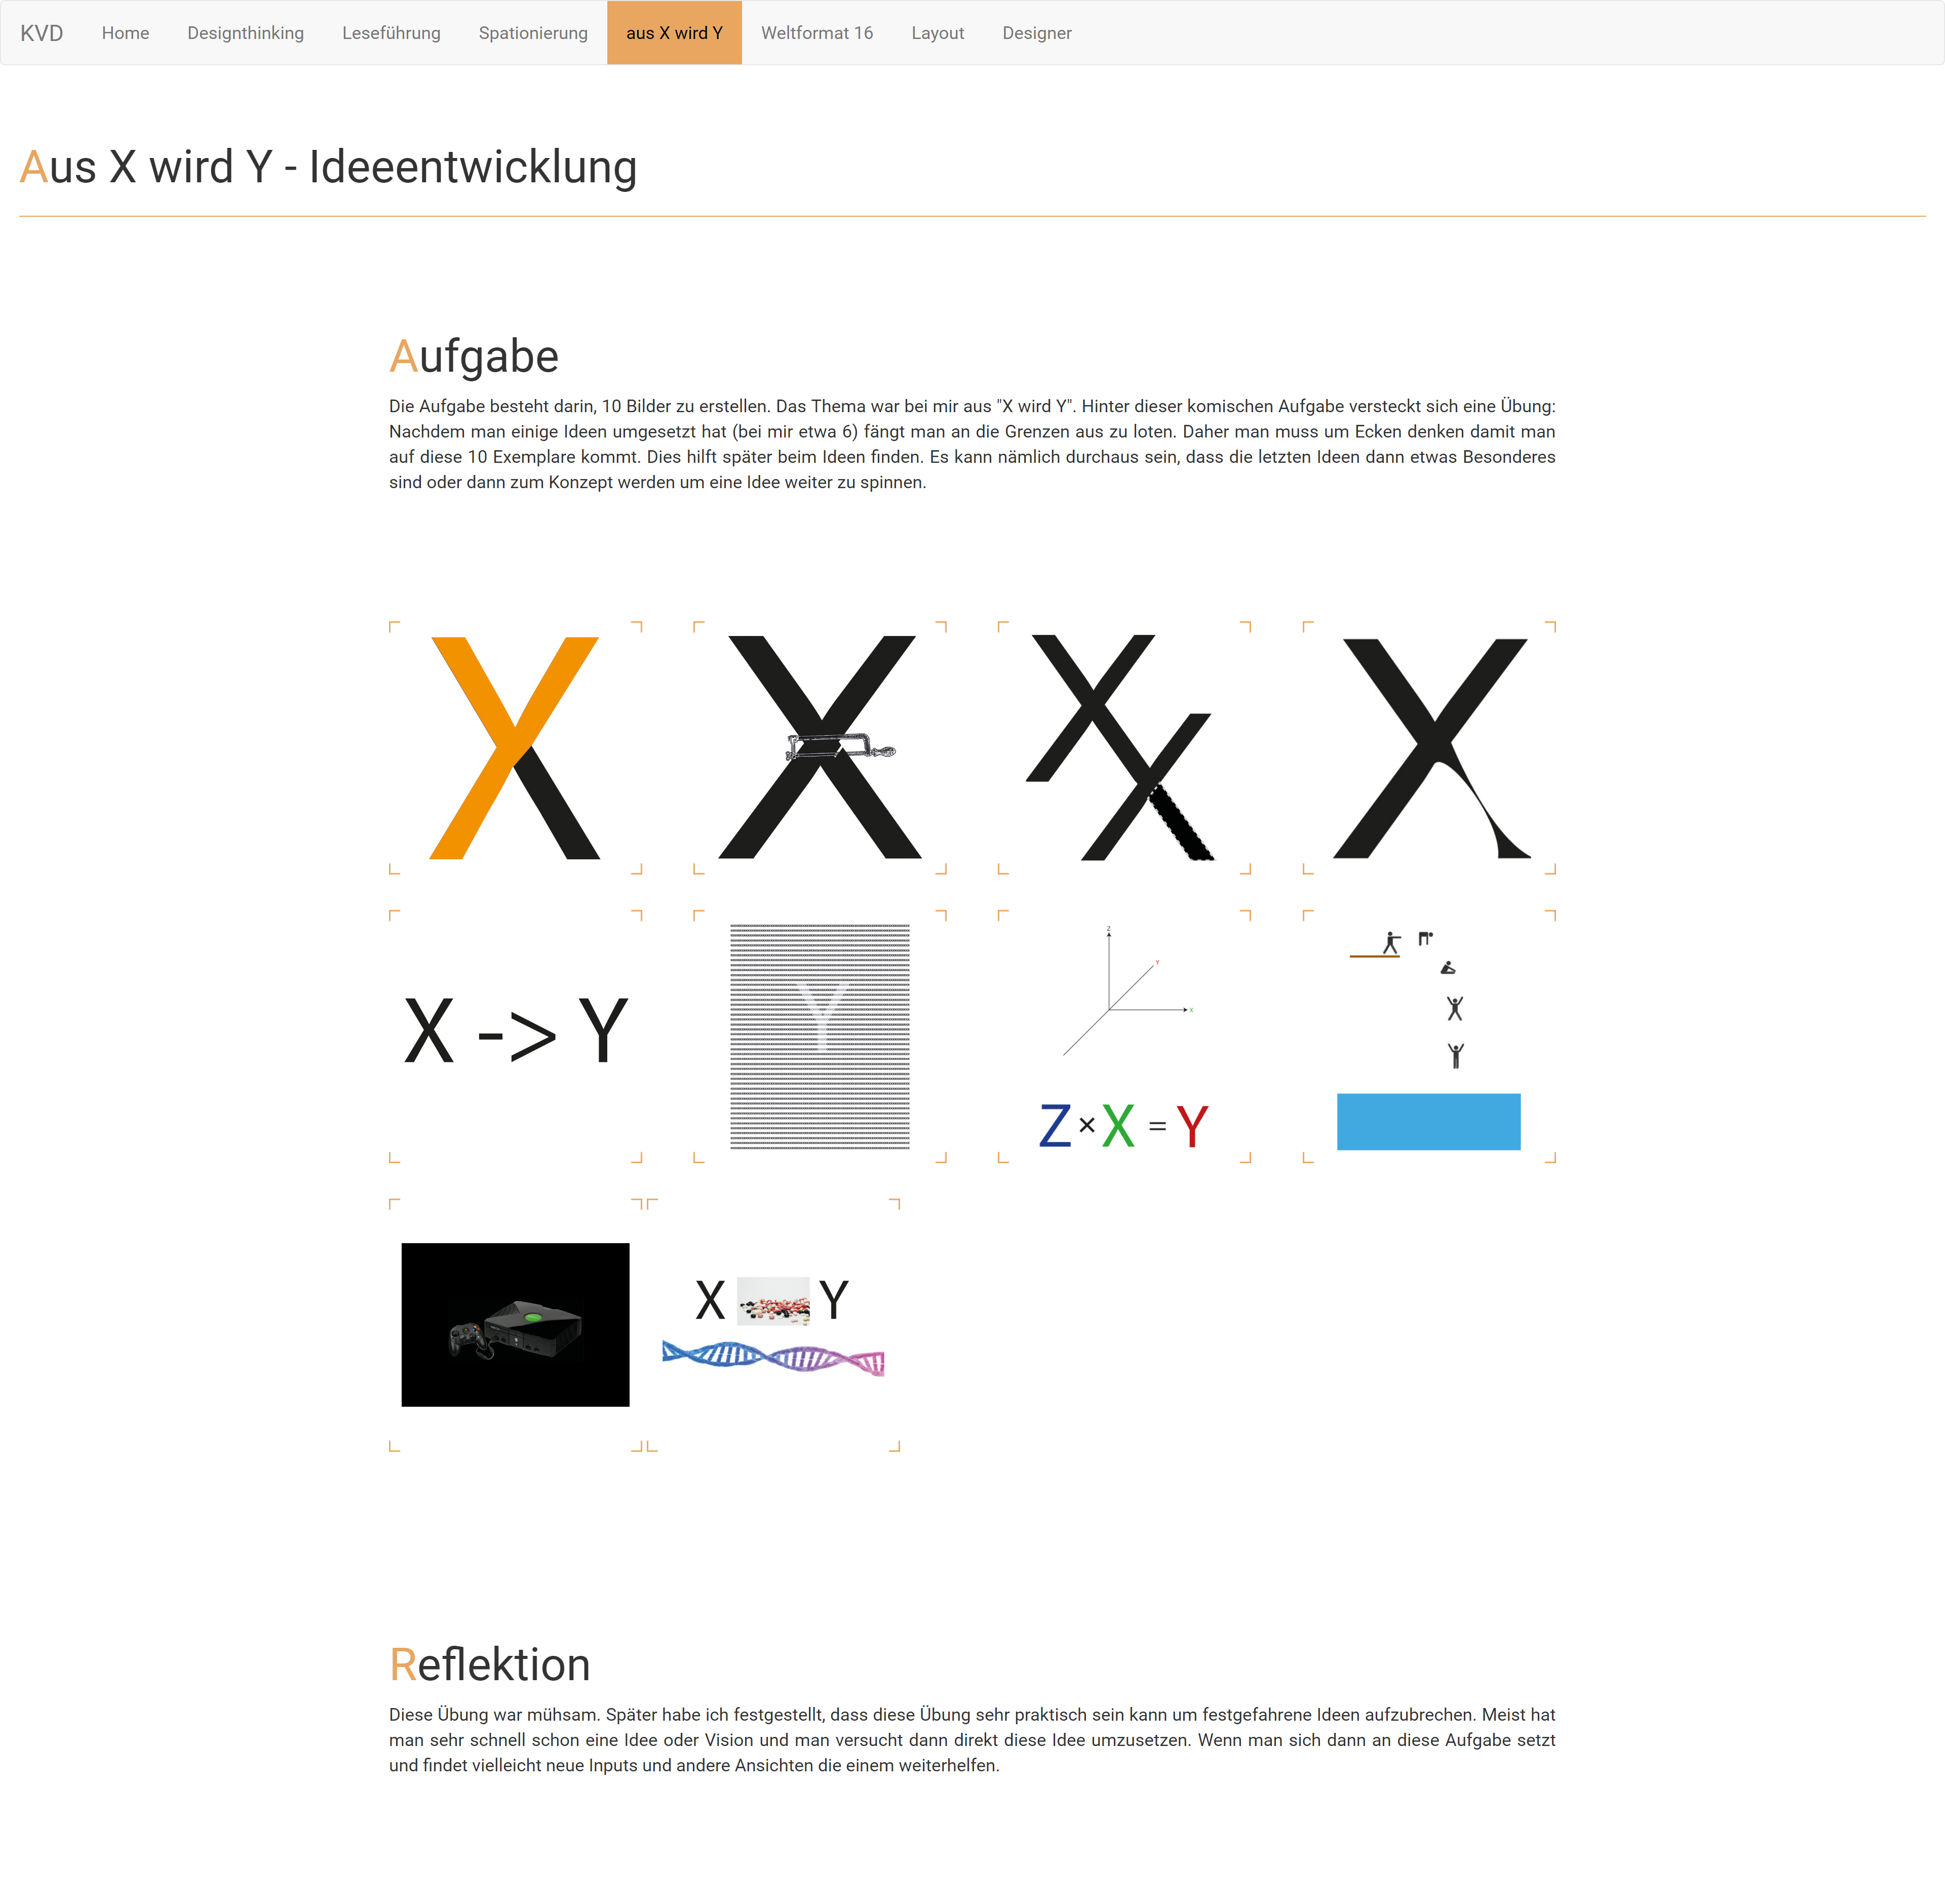 KVD Home Designthinking Leseführung Spationierung aus X wird Y Weltformat 16 Layout Designer
Aus X wird Y - Ideeentwicklung
Aufgabe
Die Aufgabe besteht darin, 10 Bilder zu erstellen. Das Thema war bei mir aus "X wird Y". Hinter dieser komischen Aufgabe versteckt sich eine Übung:
Nachdem man einige Ideen umgesetzt hat (bei mir etwa 6) fängt man an die Grenzen aus zu loten. Daher man muss um Ecken denken damit man
auf diese 10 Exemplare kommt. Dies hilft später beim Ideen finden. Es kann nämlich durchaus sein, dass die letzten Ideen dann etwas Besonderes
sind oder dann zum Konzept werden um eine Idee weiter zu spinnen.
X X X X X
X -> Y
Y
Z
Y
X
Z × X = Y
X Y
Reflektion
Diese Übung war mühsam. Später habe ich festgestellt, dass diese Übung sehr praktisch sein kann um festgefahrene Ideen aufzubrechen. Meist hat
man sehr schnell schon eine Idee oder Vision und man versucht dann direkt diese Idee umzusetzen. Wenn man sich dann an diese Aufgabe setzt
und findet vielleicht neue Inputs und andere Ansichten die einem weiterhelfen.